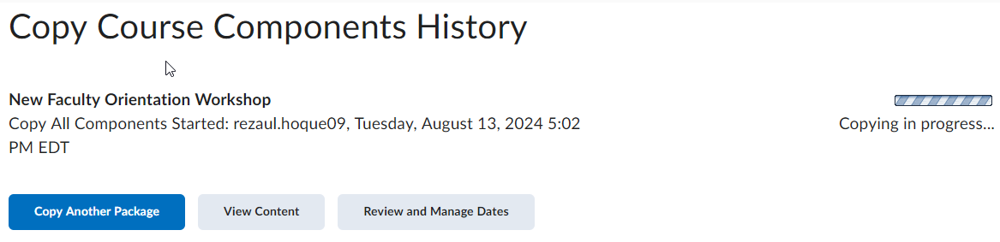 Copy Course Components History
New Faculty Orientation Workshop
Copy All Components Started: rezaul.hoque09, Tuesday, August 13, 2024 5:02
PM EDT
Copying in progress...
Copy Another Package
View Content
Review and Manage Dates